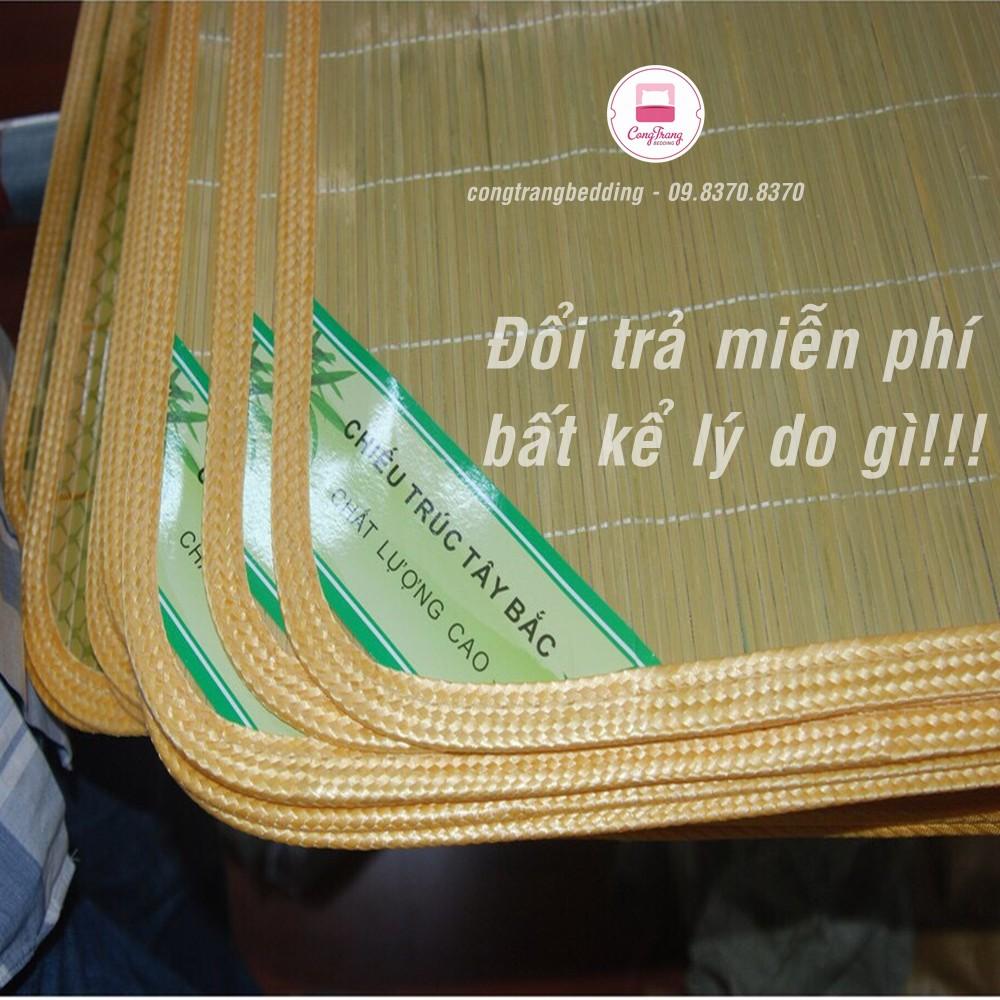 CongTrang
BEDDING
congtrangbedding - 09.8370.8370
Đổi trả miễn phí
bất kể lý do gì!!!
CHIẾU TRÚC TÂY BẮC
CHẤT LƯỢNG CAO